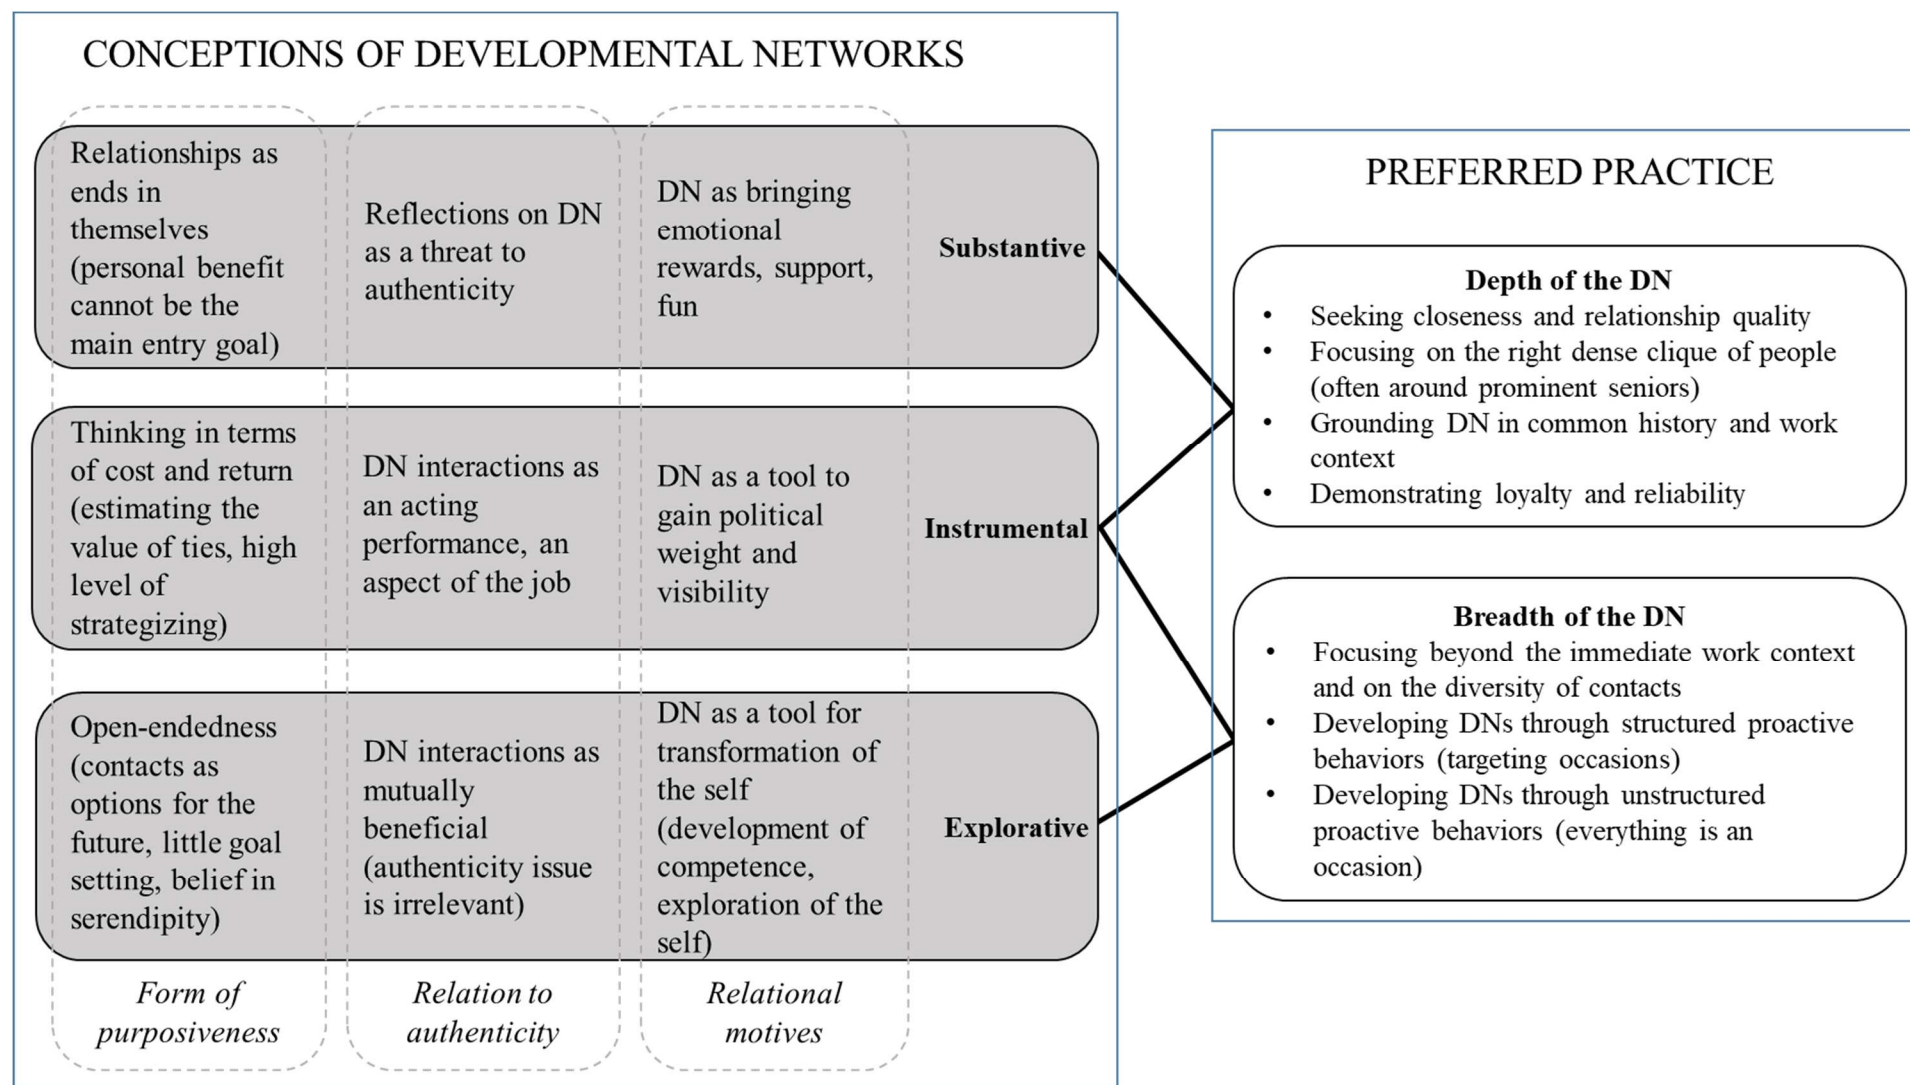 CONCEPTIONS OF DEVELOPMENTAL NETWORKS
Relationships as
ends in
themselves
(personal benefit
cannot be the
main entry goal)
Reflections on DN
as a threat to
authenticity
DN as bringing
emotional
rewards, support,
fun
Substantive
Thinking in terms
of cost and return
(estimating the
value of ties, high
level of
strategizing)
DN interactions as
an acting
performance, an
aspect of the job
DN as a tool to
gain political
weight and
visibility
Instrumental
Open-endedness
(contacts as
options for the
future, little goal
setting, belief in
serendipity)
DN interactions as
mutually
beneficial
(authenticity issue
is irrelevant)
DN as a tool for
transformation of
the self
(development of
competence,
exploration of the
self)
Explorative
Form of
purposiveness
Relation to
authenticity
Relational
motives
PREFERRED PRACTICE
Depth of the DN
• Seeking closeness and relationship quality
• Focusing on the right dense clique of people
(often around prominent seniors)
• Grounding DN in common history and work
context
• Demonstrating loyalty and reliability
Breadth of the DN
• Focusing beyond the immediate work context
and on the diversity of contacts
• Developing DNs through structured proactive
behaviors (targeting occasions)
• Developing DNs through unstructured
proactive behaviors (everything is an
occasion)